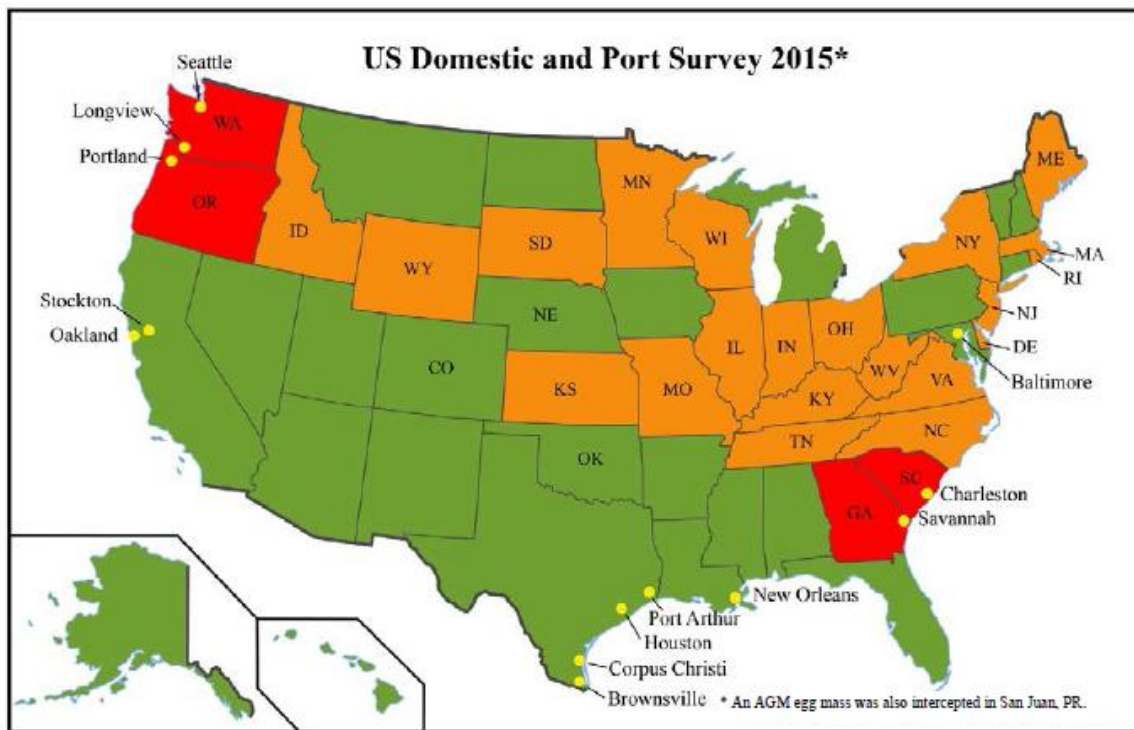 US Domestic and Port Survey 2015*
Seattle
Longview
WA
Portland
OR
ID
WY
SD
MN
WI
ME
NY
MA
RI
NJ
DE
Baltimore
Stockton
Oakland
NE
CO
KS
MO
IL
IN
OH
WV
VA
KY
TN
NC
OK
SC
GA
Charleston
Savannah
New Orleans
Port Arthur
Houston
Corpus Christi
Brownsville
* An AGM egg mass was also intercepted in San Juan, PR.